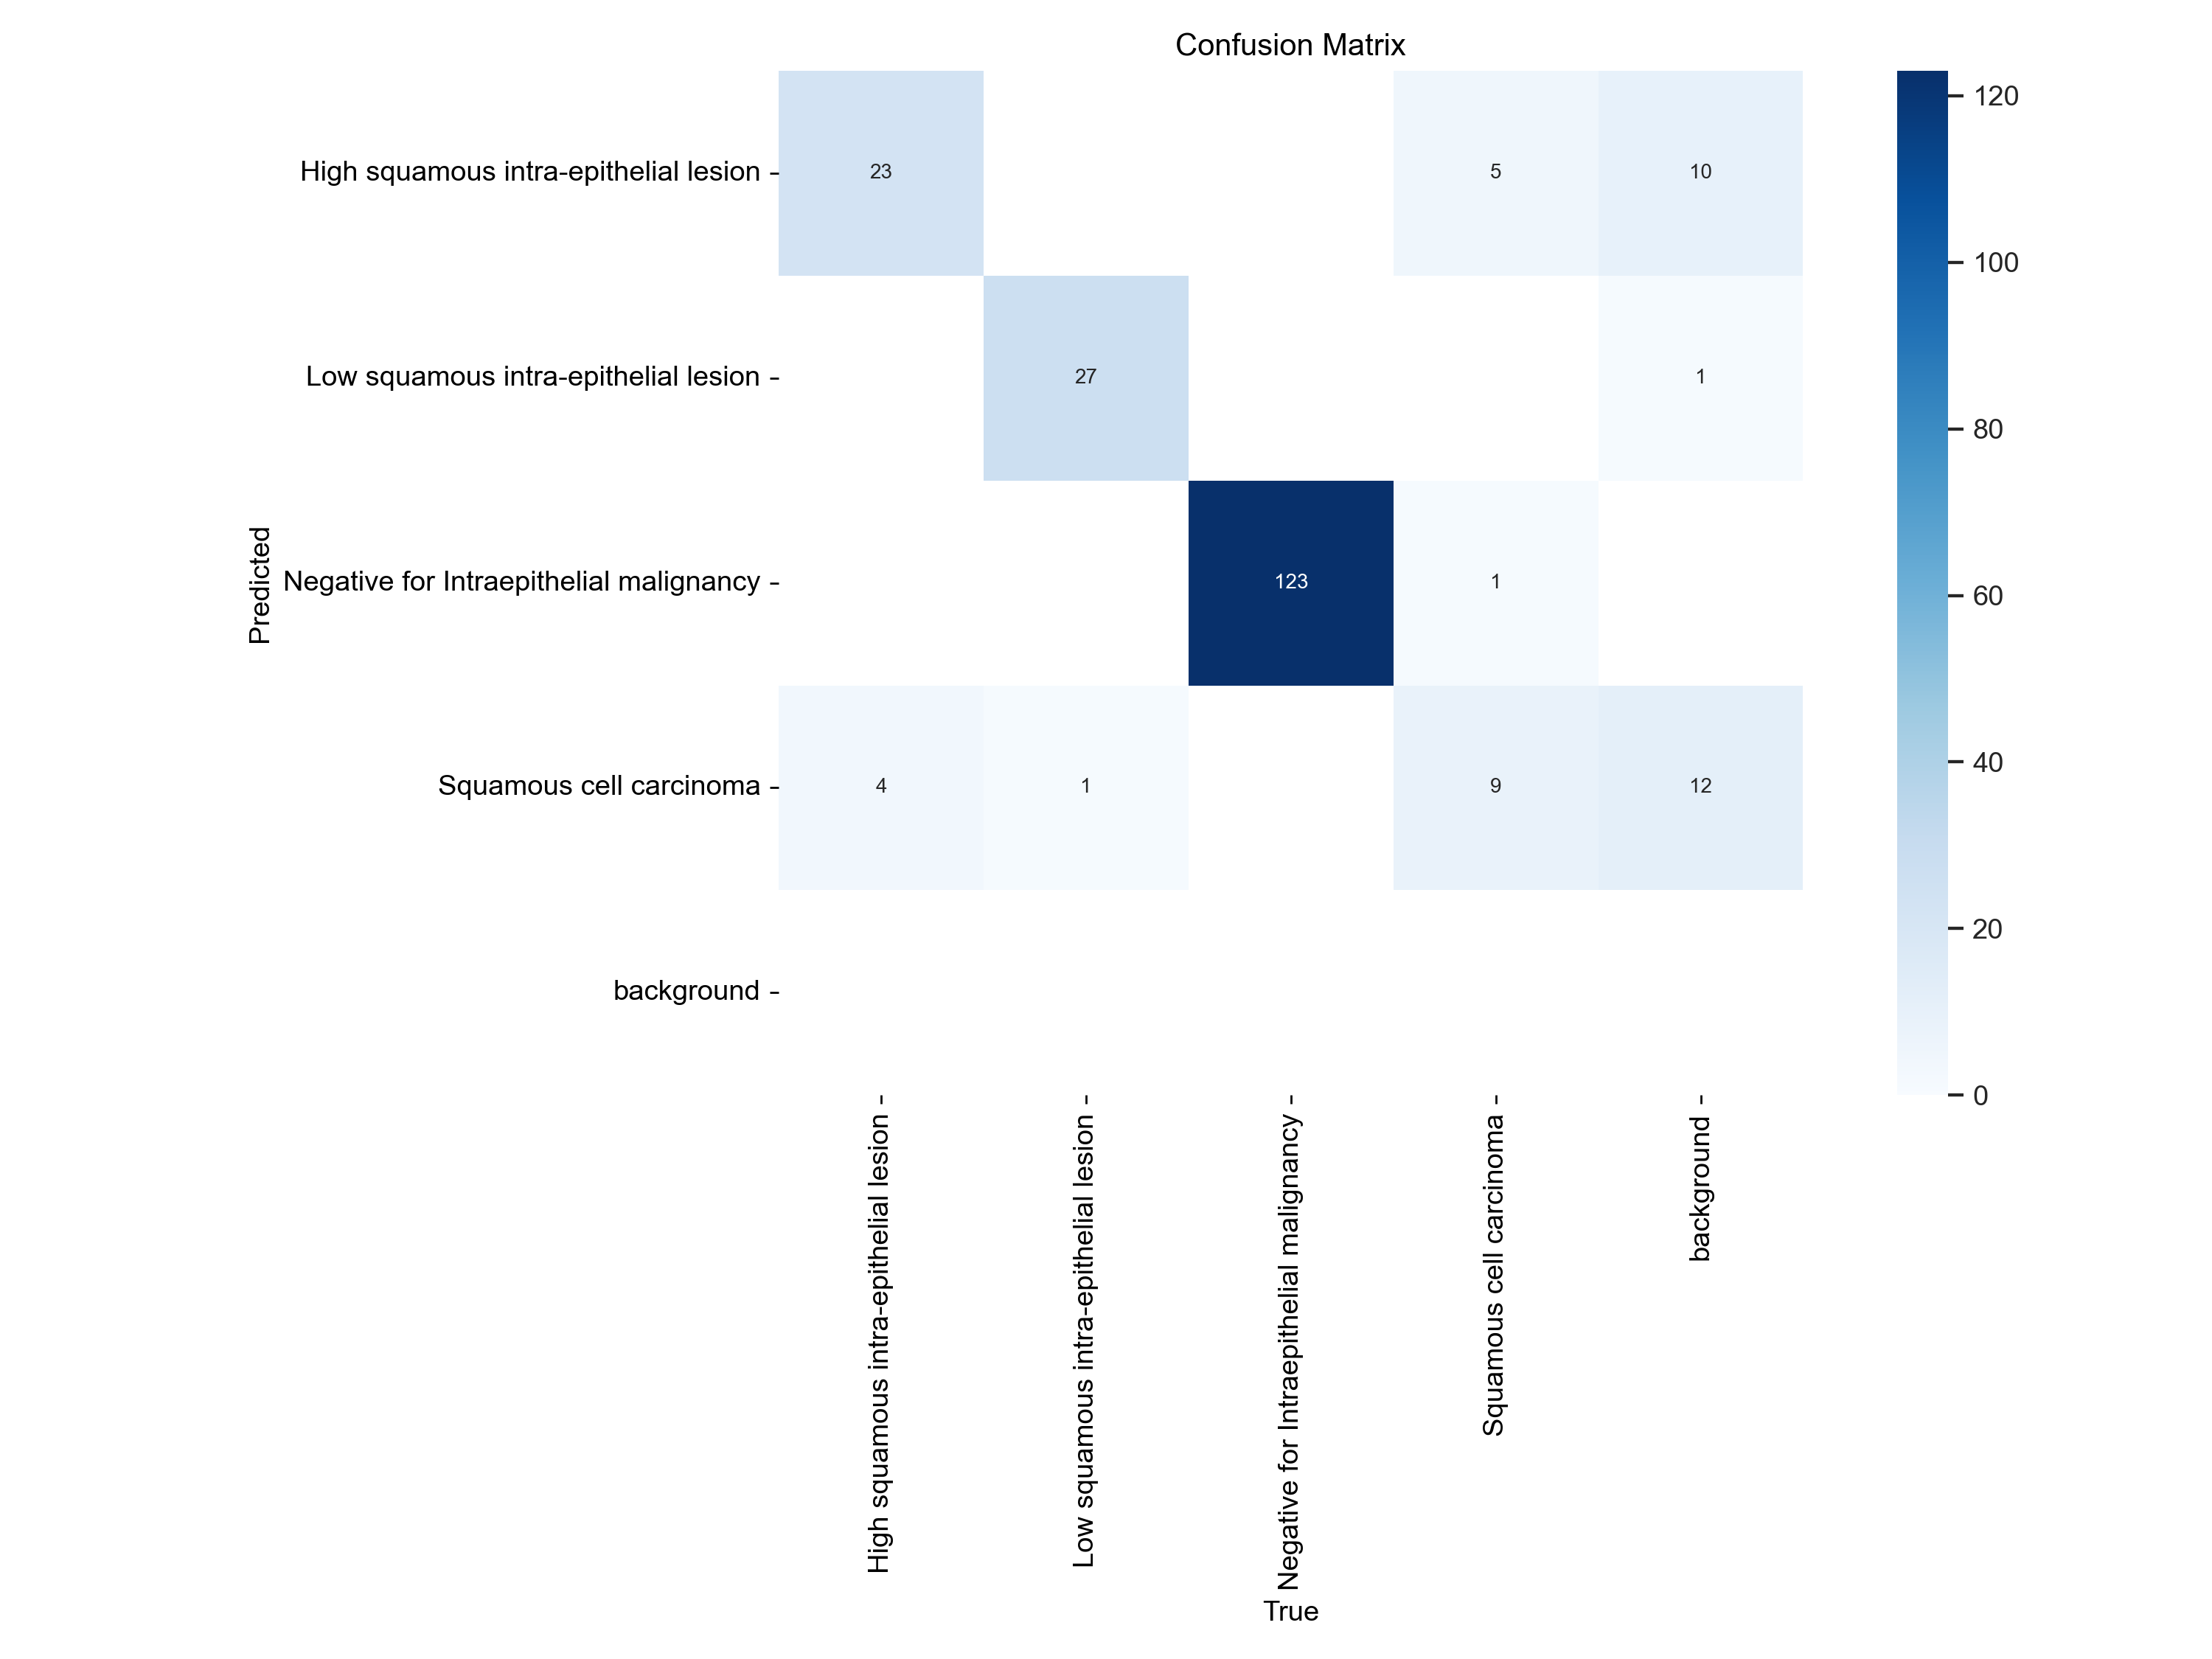 Confusion Matrix
Predicted
High squamous intra-epithelial lesion
23
5
10
Low squamous intra-epithelial lesion
27
1
Negative for Intraepithelial malignancy
123
1
Squamous cell carcinoma
4
1
9
12
background
High squamous intra-epithelial lesion
Low squamous intra-epithelial lesion
Negative for Intraepithelial malignancy
Squamous cell carcinoma
background
True
120
100
80
60
40
20
0